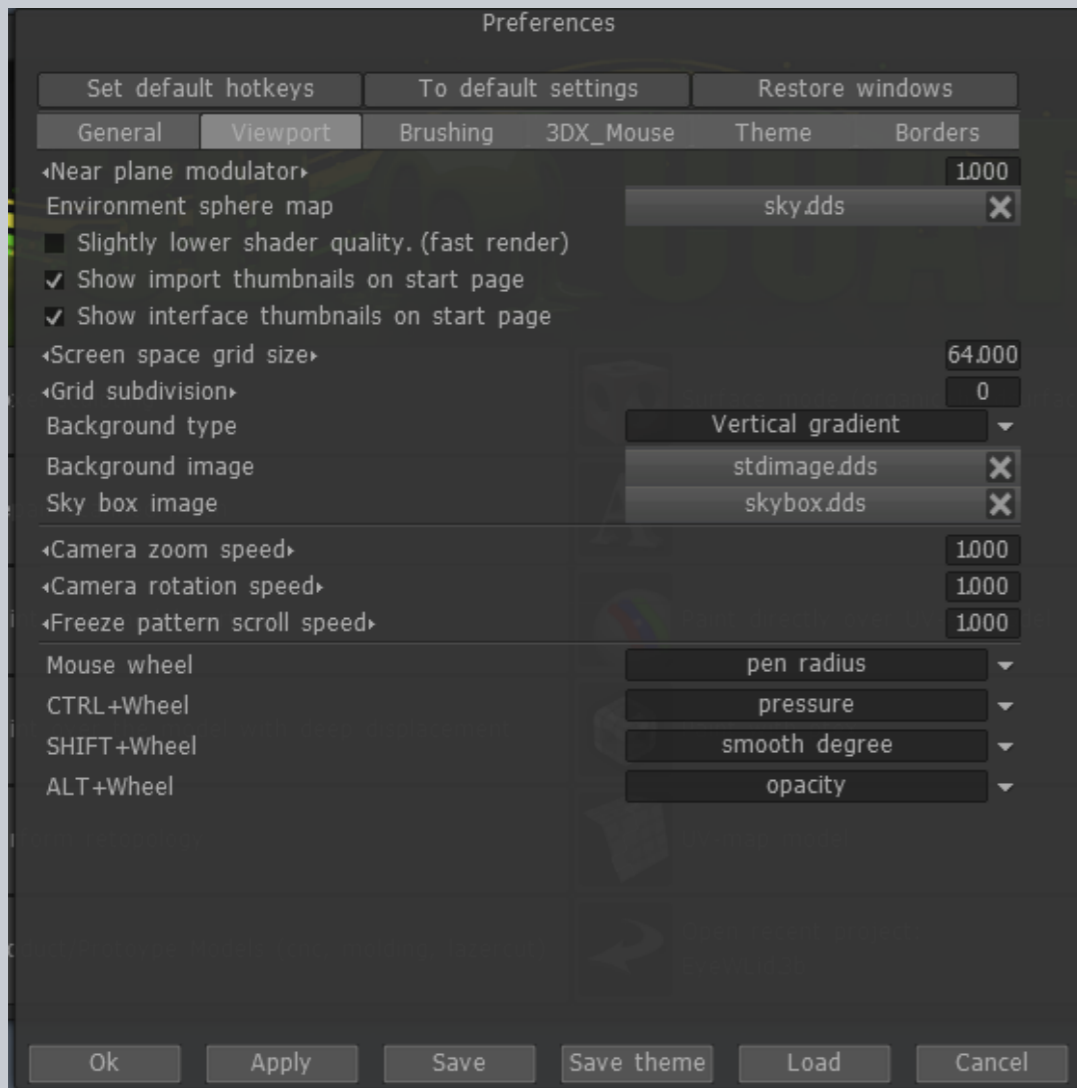 Preferences
Set default hotkeys To default settings Restore windows
General Viewport Brushing 3DX_Mouse Theme Borders
Near plane modulator 1.000
Environment sphere map sky.dds
Slightly lower shader quality. (fast render)
Show import thumbnails on start page
Show interface thumbnails on start page
Screen space grid size 64.000
Grid subdivision 0
Background type Vertical gradient
Background image stdimage.dds
Sky box image skybox.dds
Camera zoom speed 1.000
Camera rotation speed 1.000
Freeze pattern scroll speed 1.000
Mouse wheel pen radius
CTRL+Wheel pressure
SHIFT+Wheel smooth degree
ALT+Wheel opacity
Ok Apply Save Save theme Load Cancel